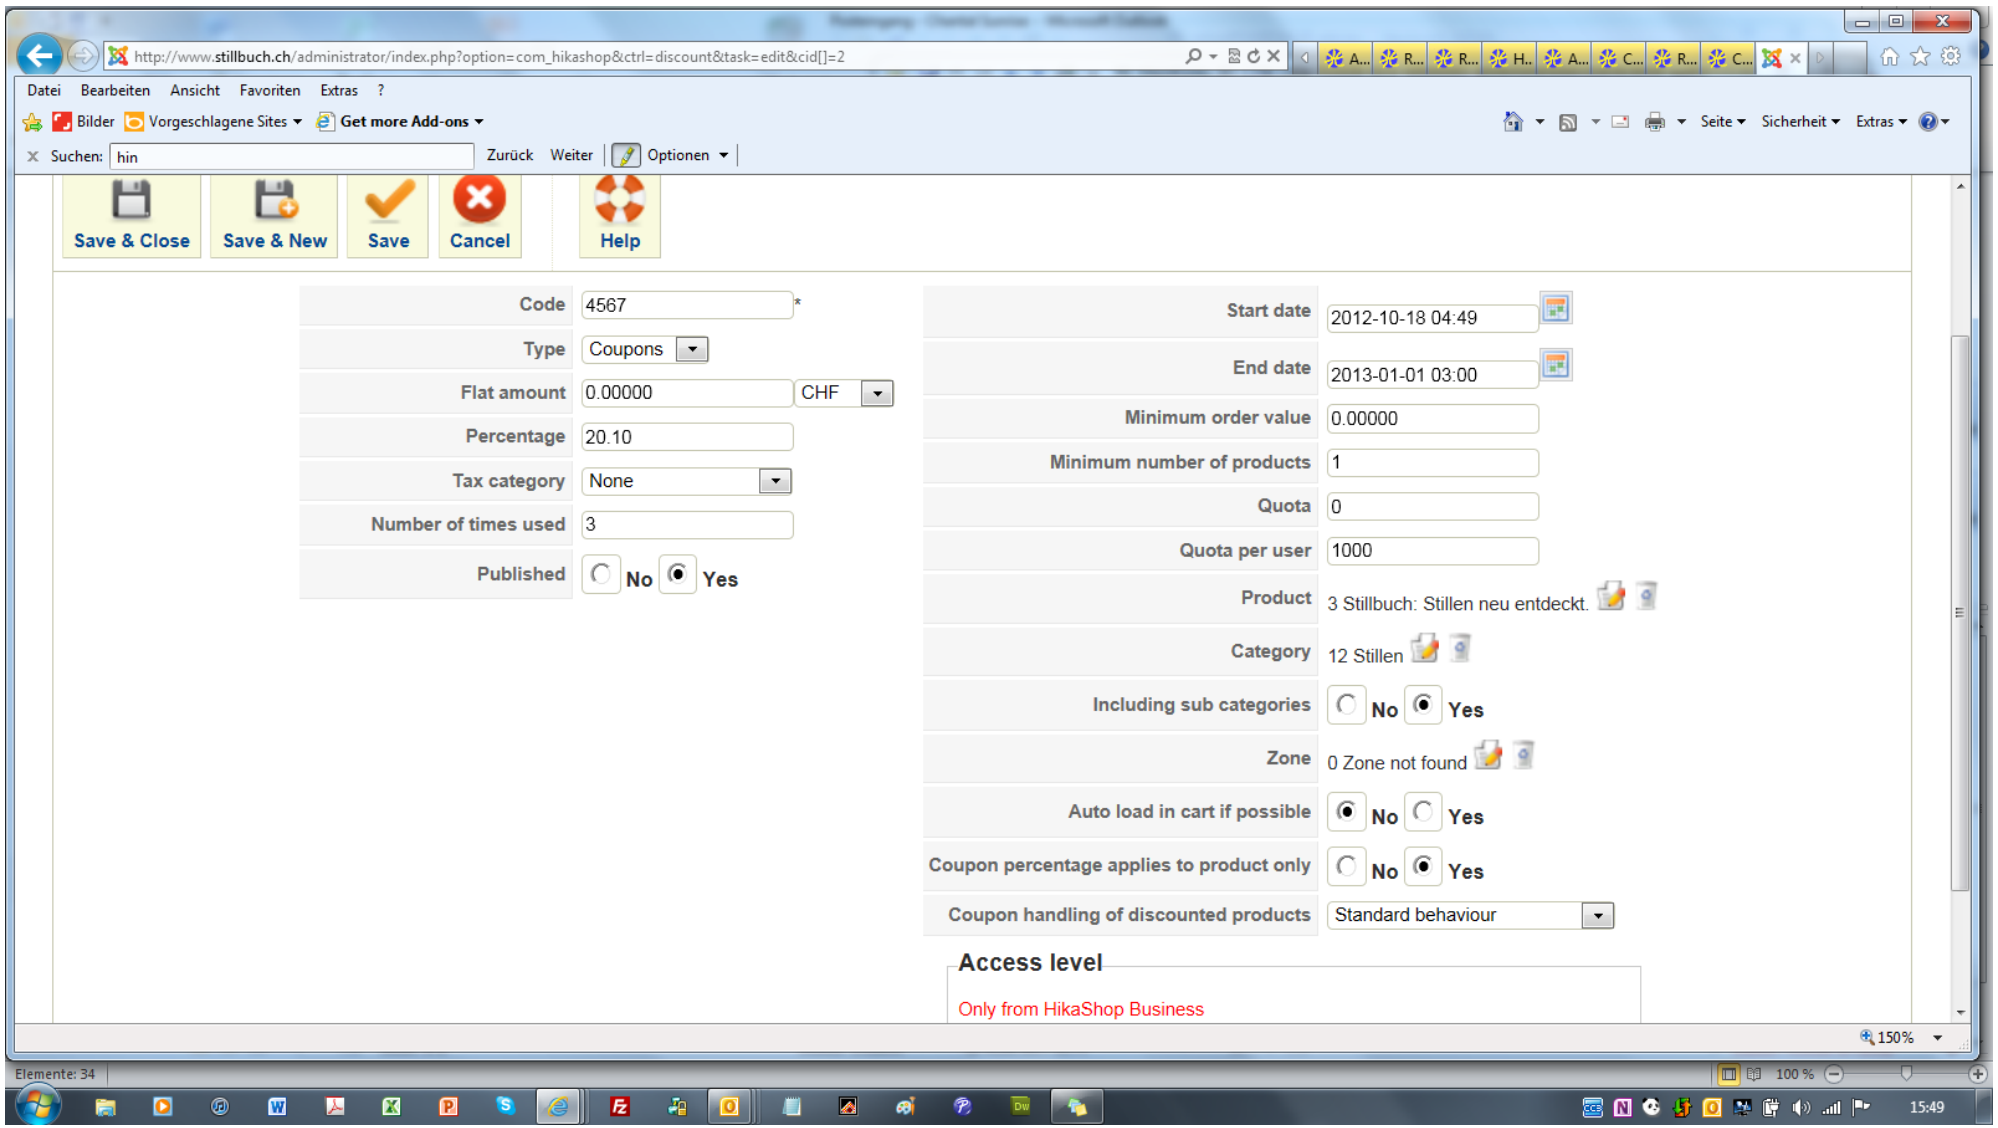 http://www.stillbuch.ch/administrator/index.php?option=com_hikashop&ctrl=discount&task=edit&cid[]=2
A... R... R... H.. A... C... R... C...
Datei Bearbeiten Ansicht Favoriten Extras ?
Bilder Vorgeschlagene Sites Get more Add-ons
Seite Sicherheit Extras
x Suchen: hin Zurück Weiter Optionen
Save & Close Save & New Save Cancel Help
Code 4567 *
Type Coupons
Flat amount 0.00000 CHF
Percentage 20.10
Tax category None
Number of times used 3
Published No Yes
Start date 2012-10-18 04:49
End date 2013-01-01 03:00
Minimum order value 0.00000
Minimum number of products 1
Quota 0
Quota per user 1000
Product 3 Stillbuch: Stillen neu entdeckt.
Category 12 Stillen
Including sub categories No Yes
Zone 0 Zone not found
Auto load in cart if possible No Yes
Coupon percentage applies to product only No Yes
Coupon handling of discounted products Standard behaviour
Access level
Only from HikaShop Business
150%
Elemente: 34 100 %
15:49